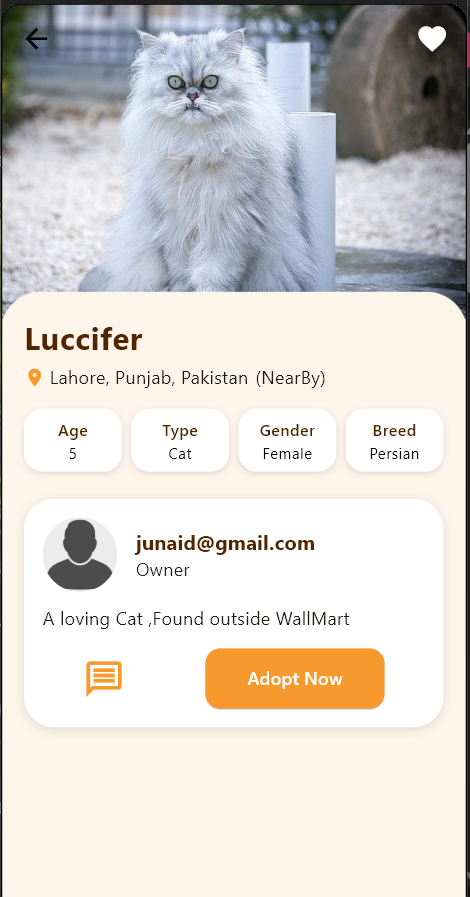 Luccifer
Lahore, Punjab, Pakistan (NearBy)
Age Type Gender Breed
5 Cat Female Persian
junaid@gmail.com
Owner
A loving Cat ,Found outside WallMart
Adopt Now